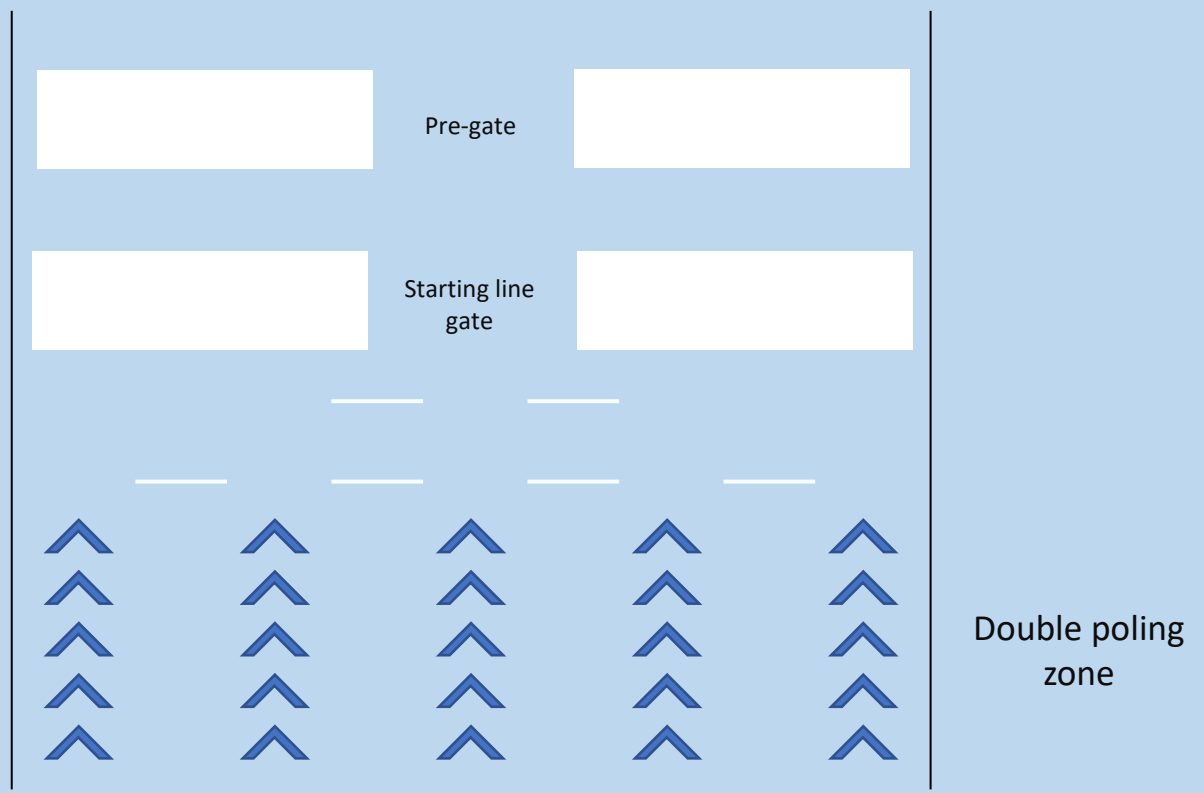 Pre-gate
Starting line
gate
Double poling
zone